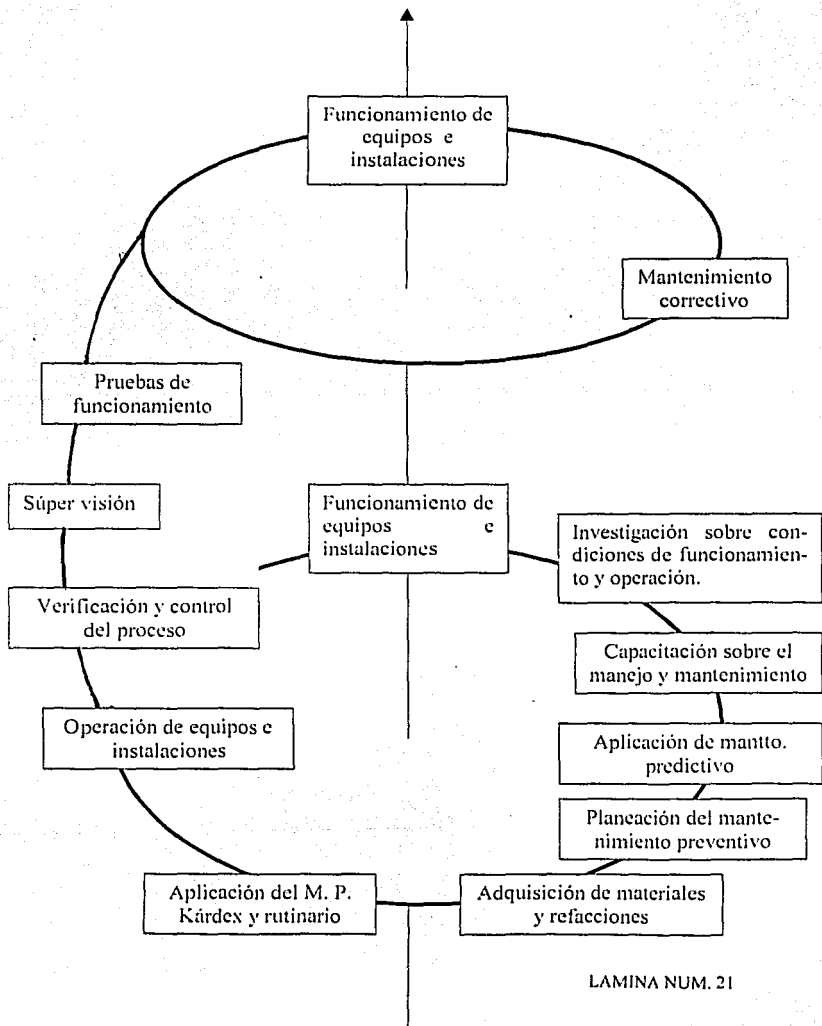 Funcionamiento de
equipos e
instalaciones
Mantenimiento
correctivo
Pruebas de
funcionamiento
Súper visión
Funcionamiento de
equipos e
instalaciones
Investigación sobre con-
diciones de funcionamien-
to y operación.
Verificación y control
del proceso
Capacitación sobre el
manejo y mantenimiento
Operación de equipos e
instalaciones
Aplicación de mantto.
predictivo
Planeación del mante-
nimiento preventivo
Aplicación del M. P.
Kárdex y rutinario
Adquisición de materiales
y refacciones
LAMINA NUM. 21